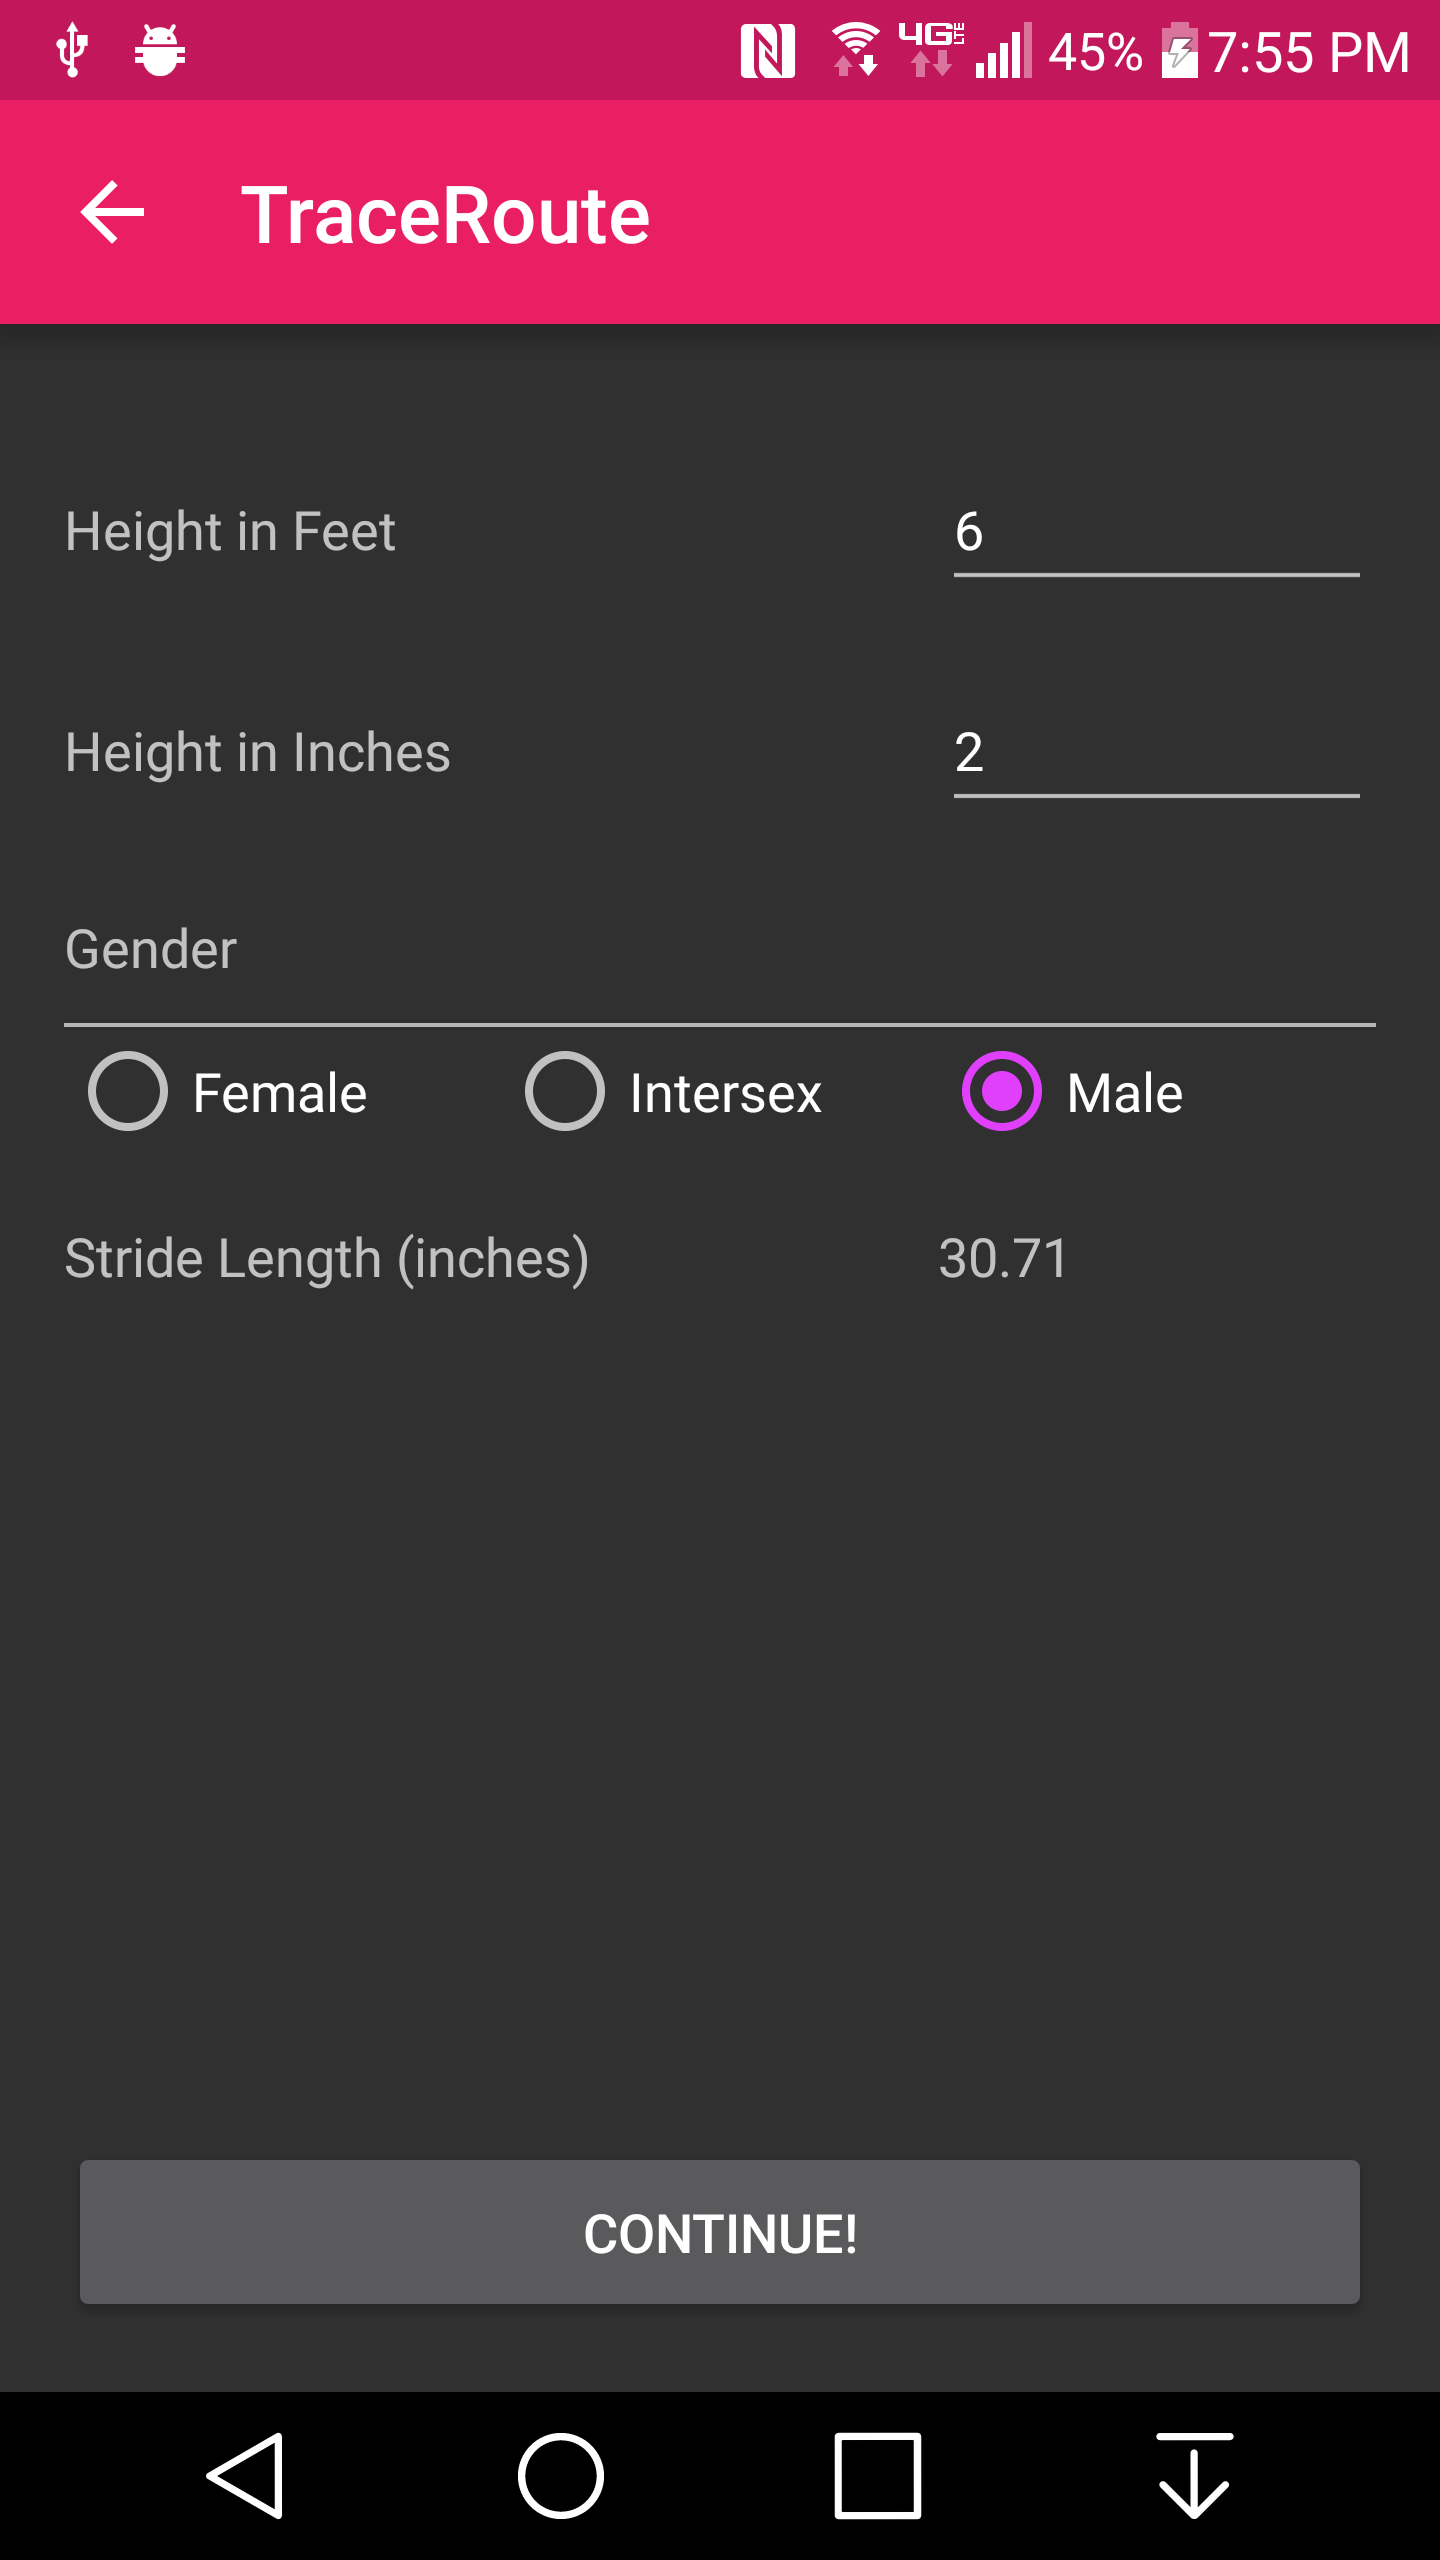 4G LTE 45% 7:55 PM
TraceRoute
Height in Feet 6
Height in Inches 2
Gender
Female Intersex Male
Stride Length (inches) 30.71
CONTINUE!